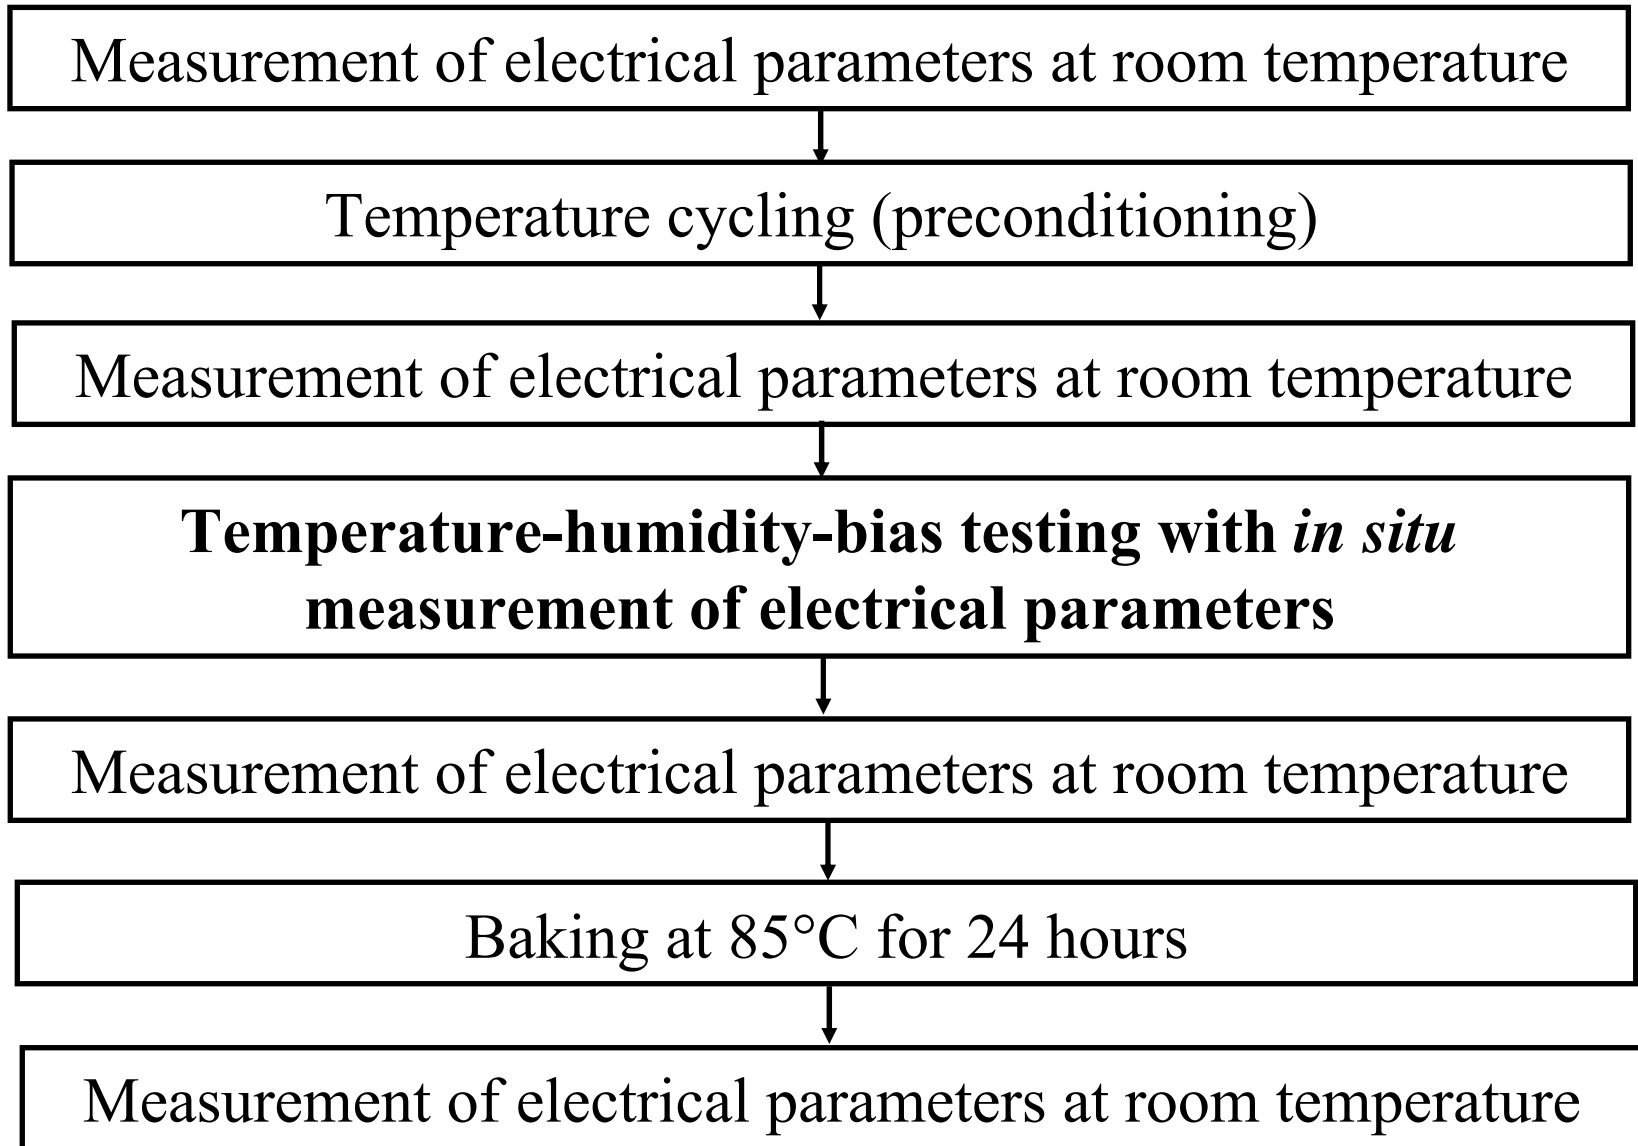 Measurement of electrical parameters at room temperature
Temperature cycling (preconditioning)
Measurement of electrical parameters at room temperature
Temperature-humidity-bias testing with in situ
measurement of electrical parameters
Measurement of electrical parameters at room temperature
Baking at 85°C for 24 hours
Measurement of electrical parameters at room temperature